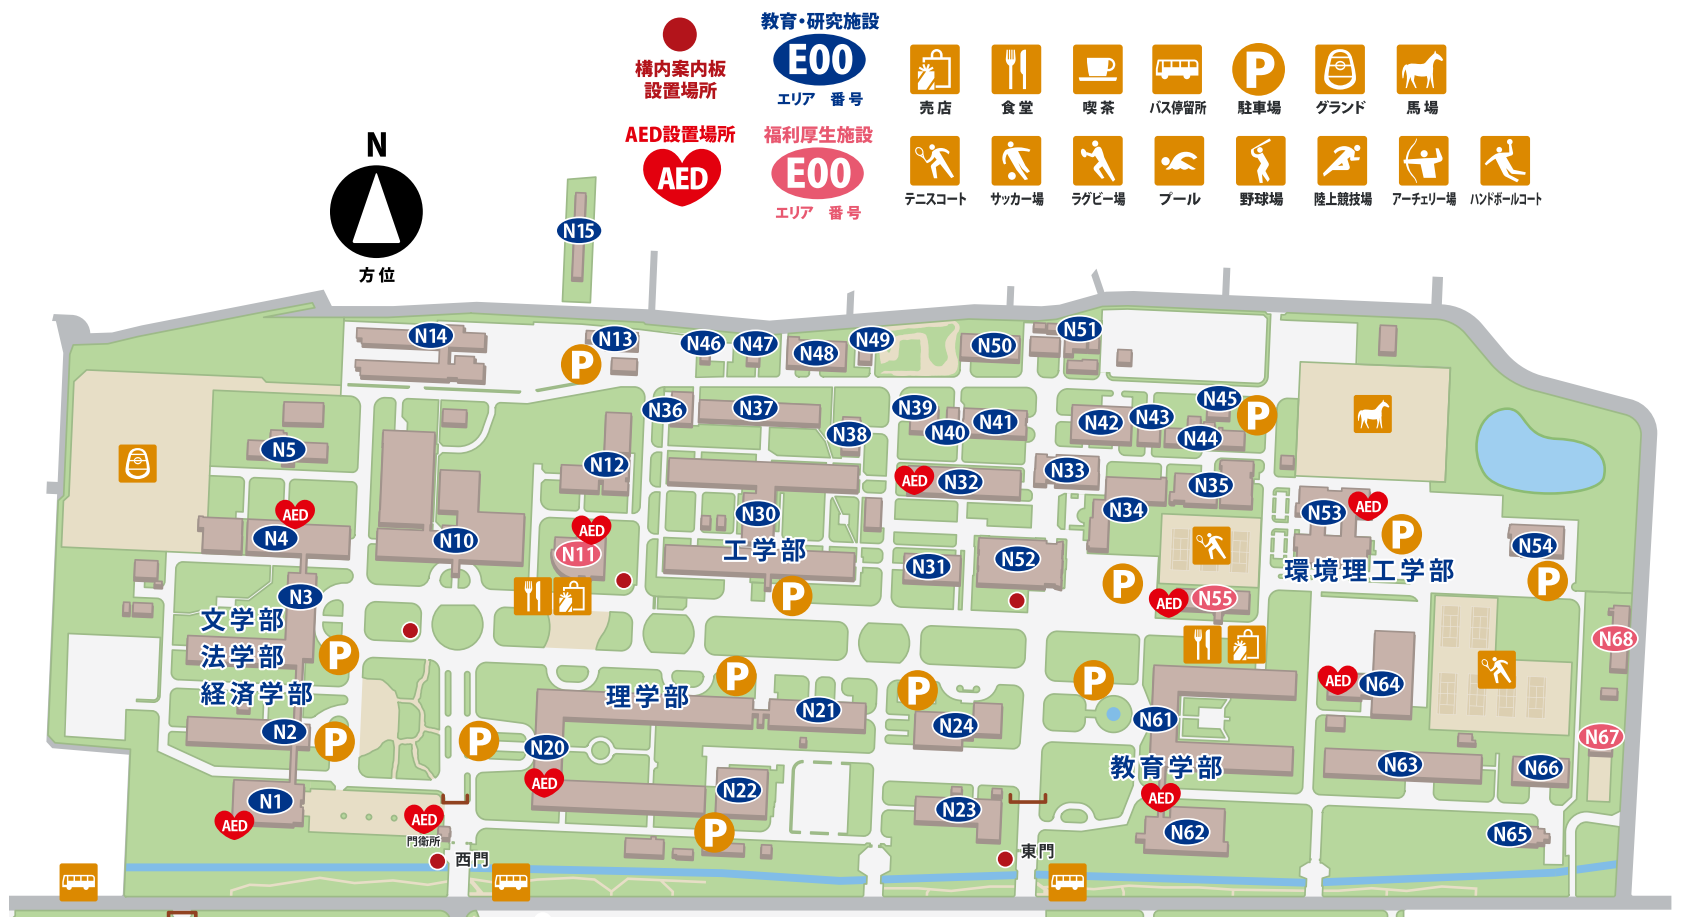 教育・研究施設
E00
エリア 番号
構内案内板
設置場所
売店
食堂
喫茶
バス停留所
P
駐車場
グランド
馬場
AED設置場所
AED
福利厚生施設
E00
エリア 番号
テニスコート
サッカー場
ラグビー場
プール
野球場
陸上競技場
アーチェリー場
ハンドボールコート
N
方位
N15
N14
N13
P
N46
N47
N48
N49
N50
N51
N36
N37
N38
N39
N40
N41
N42
N43
N44
N45
P
N5
N12
N32
AED
N33
N35
N34
AED
N4
N10
AED
N11
N30
工学部
N31
N52
N53
AED
P
N54
環境理工学部
P
P
P
AED
N55
N3
文学部
法学部
経済学部
P
N68
理学部
P
N21
P
N24
P
N61
AED
N64
N67
N2
P
P
N20
AED
N22
P
教育学部
AED
N63
N66
N1
AED
AED
門衛所
西門
N23
東門
N62
N65